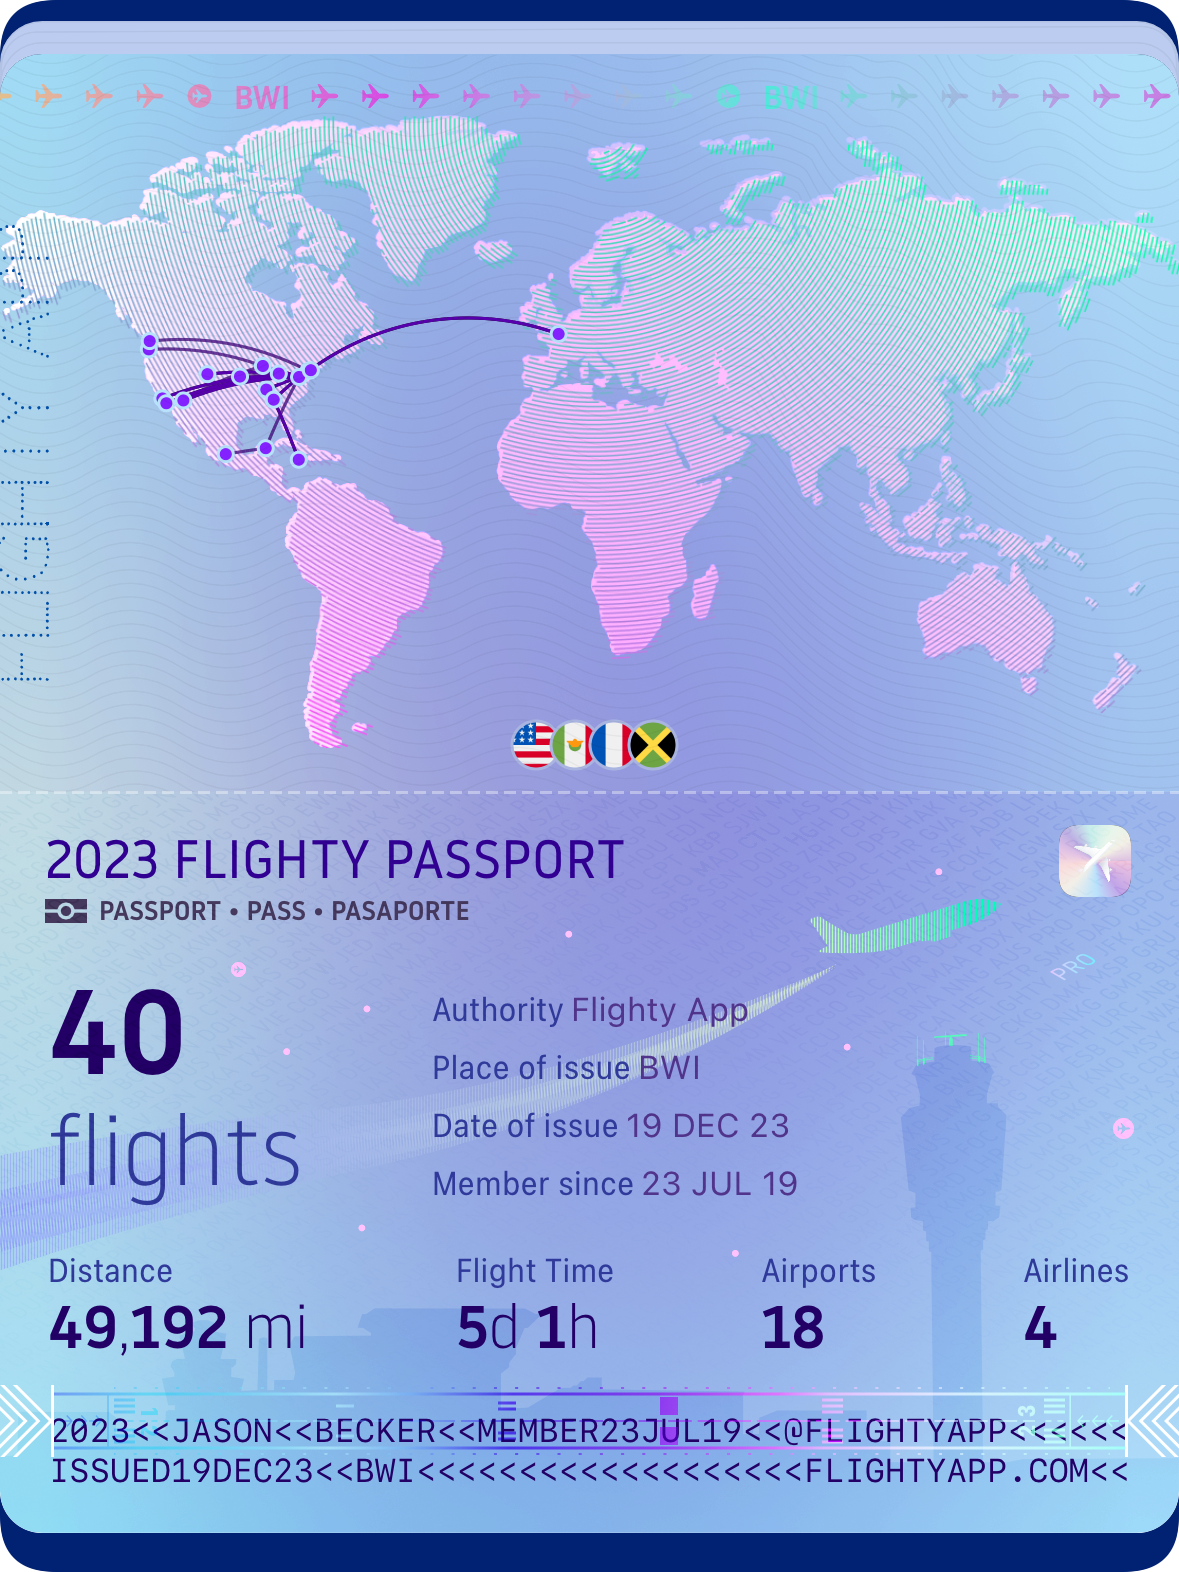 BWI BWI
FLIGHTY APP
2023 FLIGHTY PASSPORT
PASSPORT • PASS • PASAPORTE
PRO
40
flights
Authority Flighty App
Place of issue BWI
Date of issue 19 DEC 23
Member since 23 JUL 19
Distance Flight Time Airports Airlines
49,192 mi 5d 1h 18 4
23
2023<<JASON<<BECKER<<MEMBER23JUL19<<@FLIGHTYAPP<<<<<<
ISSUED19DEC23<<BWI<<<<<<<<<<<<<<<<<<<<FLIGHTYAPP.COM<<